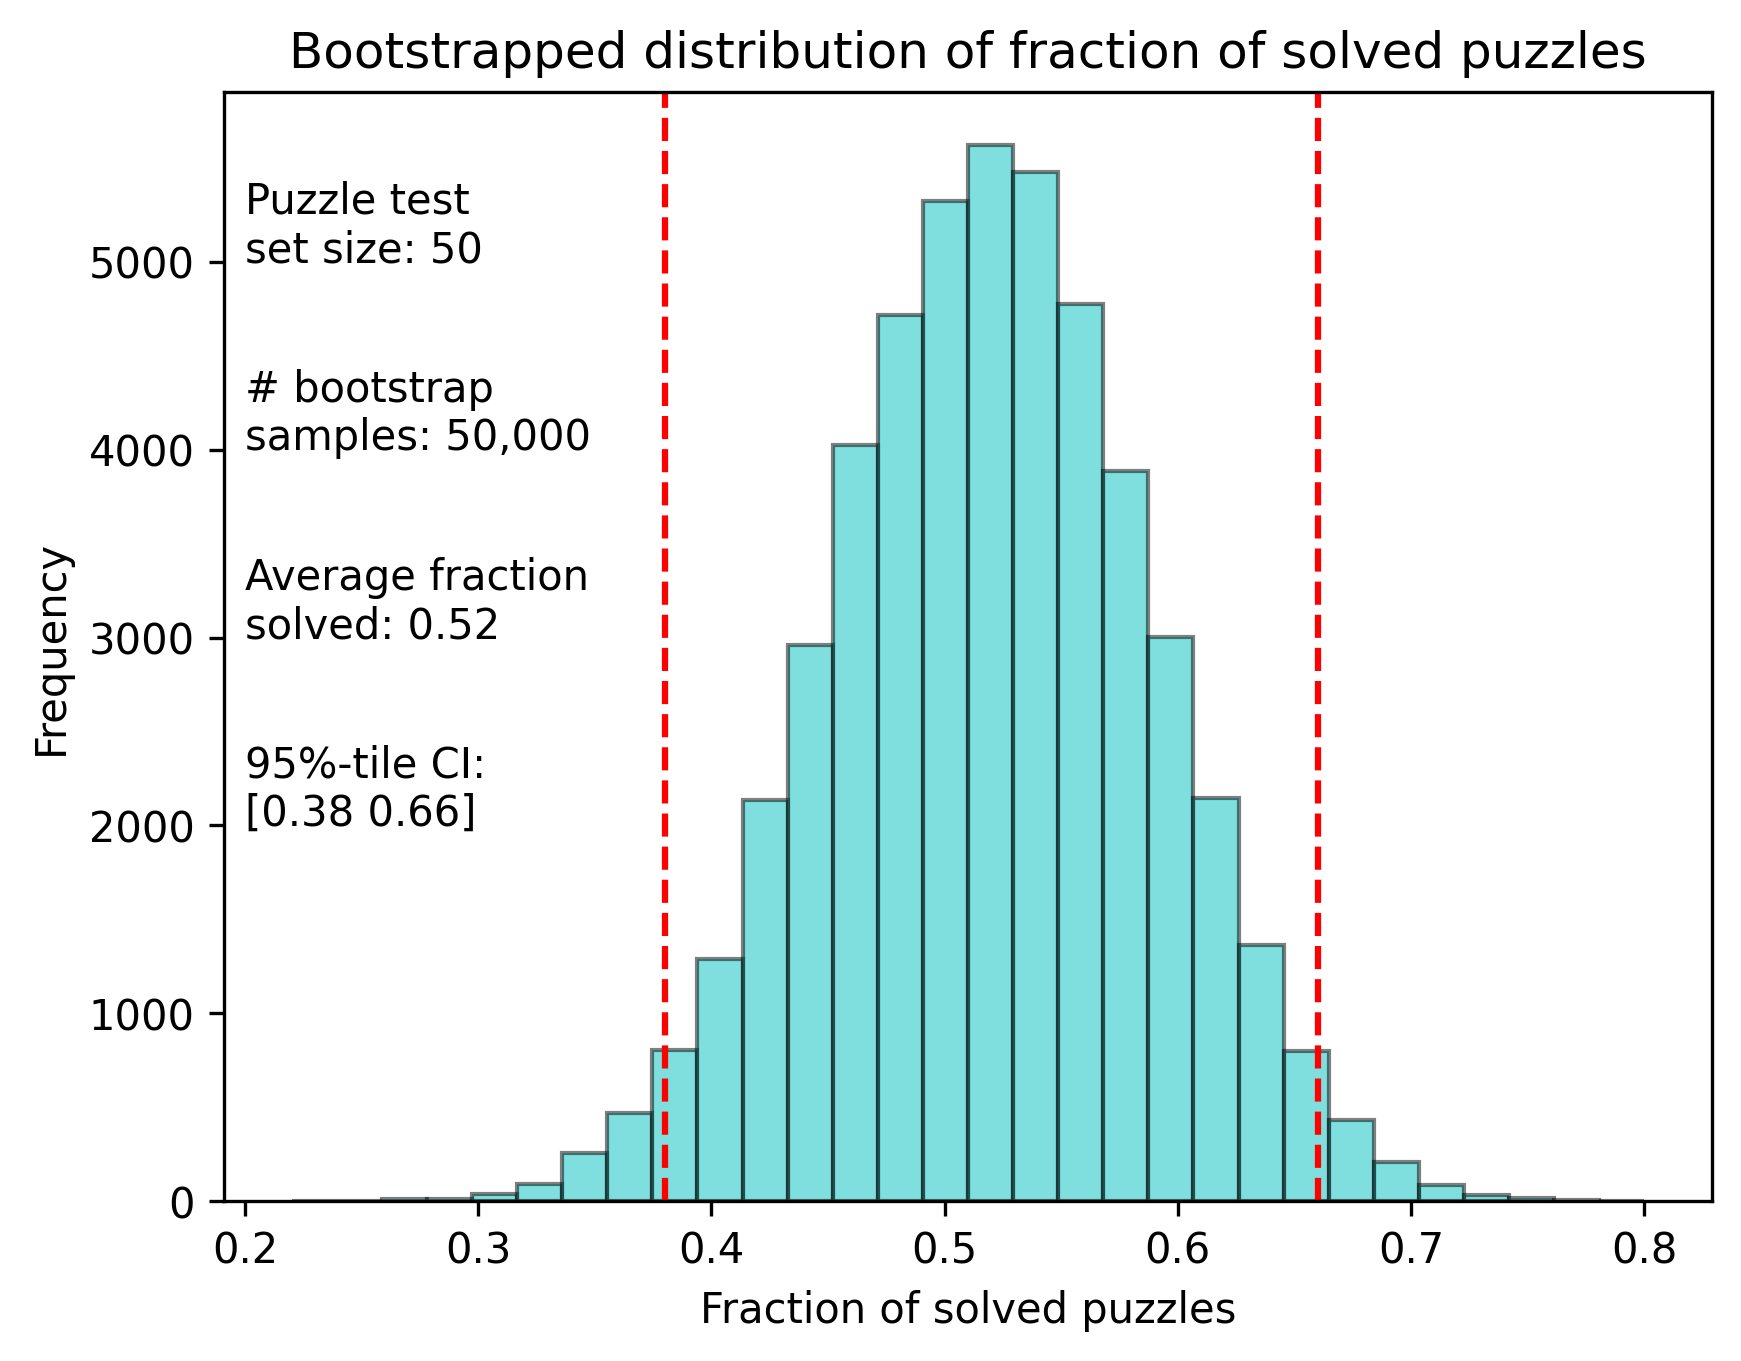 Bootstrapped distribution of fraction of solved puzzles
Puzzle test
set size: 50
# bootstrap
samples: 50,000
Average fraction
solved: 0.52
95%-tile CI:
[0.38 0.66]
Frequency
5000
4000
3000
2000
1000
0
0.2 0.3 0.4 0.5 0.6 0.7 0.8
Fraction of solved puzzles